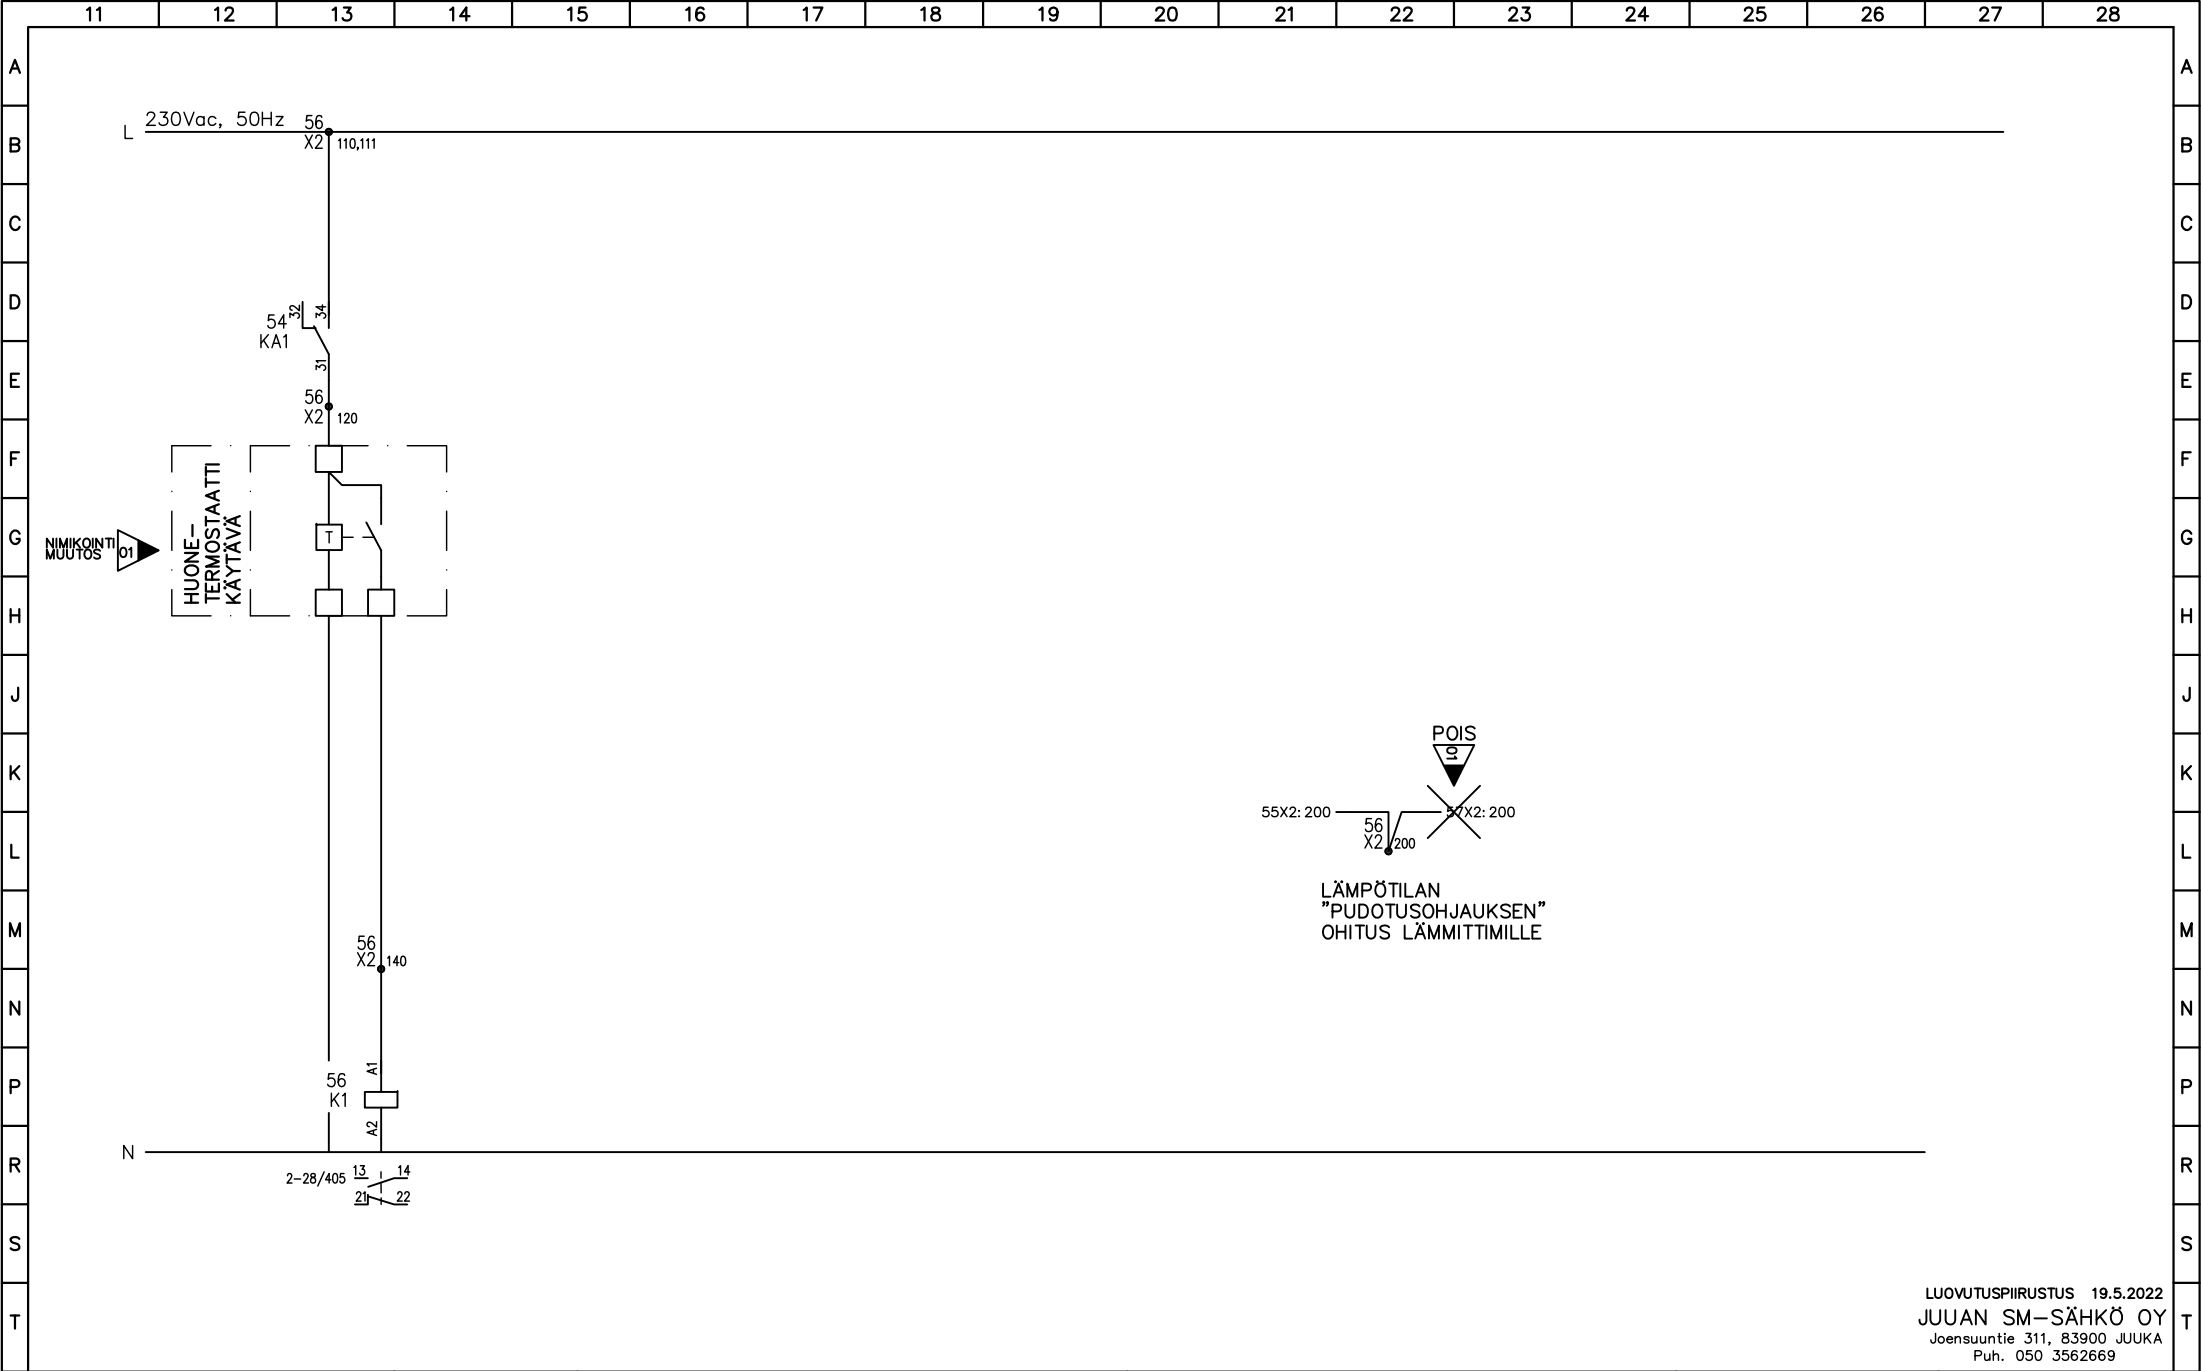 11 12 13 14 15 16 17 18 19 20 21 22 23 24 25 26 27 28
A A
B B
C C
D D
E E
F F
G G
H H
J J
K K
L L
M M
N N
P P
R R
S S
T T
230Vac, 50Hz
L
56
X2 110,111
32 34
54
KA1
31
56
X2 120
HUONE-
TERMOSTAATTI
KÄYTÄVÄ
T
NIMIKOINTI
MUUTOS
01
POIS
01
55X2:200 57X2:200
56
X2 200
LÄMPÖTILAN
"PUDOTUSOHJAUKSEN"
OHITUS LÄMMITTIMILLE
56
X2 140
A1
56
K1
A2
N
2-28/405 13 14
21 22
LUOVUTUSPIIRUSTUS 19.5.2022
JUUAN SM-SÄHKÖ OY
Joensuuntie 311, 83900 JUUKA
Puh. 050 3562669